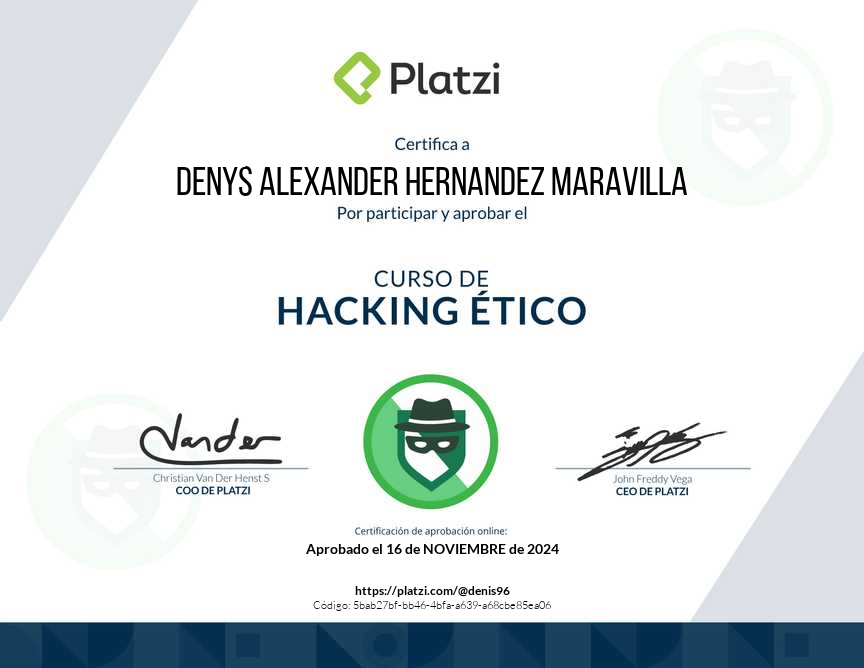 Platzi
Certifica a
DENYS ALEXANDER HERNANDEZ MARAVILLA
Por participar y aprobar el
CURSO DE
HACKING ÉTICO
Vander
Christian Van Der Henst S
COO DE PLATZI
John Freddy Vega
CEO DE PLATZI
Certificación de aprobación online:
Aprobado el 16 de NOVIEMBRE de 2024
https://platzi.com/@denis96
Código: 5bab27bf-bb46-4bfa-a639-a68cbe85ea06